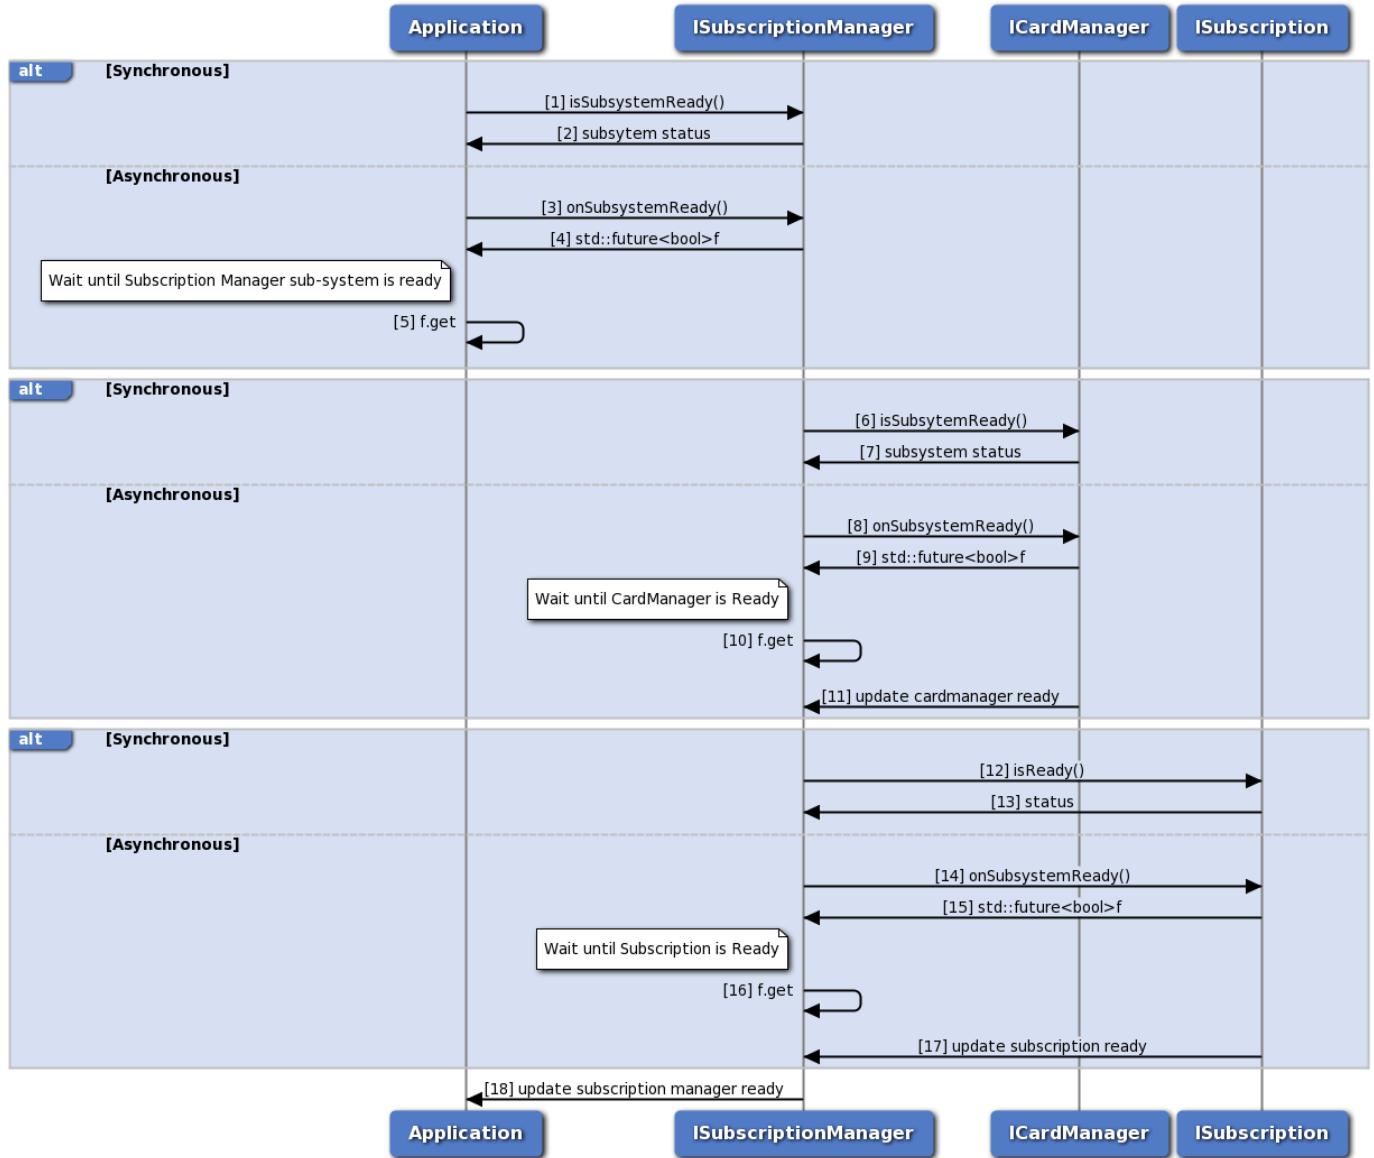 Application ISubscriptionManager ICardManager ISubscription
alt [Synchronous]
[1] isSubsystemReady()
[2] subsytem status
[Asynchronous]
[3] onSubsystemReady()
[4] std::future<bool>f
Wait until Subscription Manager sub-system is ready
[5] f.get
alt [Synchronous]
[6] isSubsytemReady()
[7] subsystem status
[Asynchronous]
[8] onSubsystemReady()
[9] std::future<bool>f
Wait until CardManager is Ready
[10] f.get
[11] update cardmanager ready
alt [Synchronous]
[12] isReady()
[13] status
[Asynchronous]
[14] onSubsystemReady()
[15] std::future<bool>f
Wait until Subscription is Ready
[16] f.get
[17] update subscription ready
[18] update subscription manager ready
Application ISubscriptionManager ICardManager ISubscription